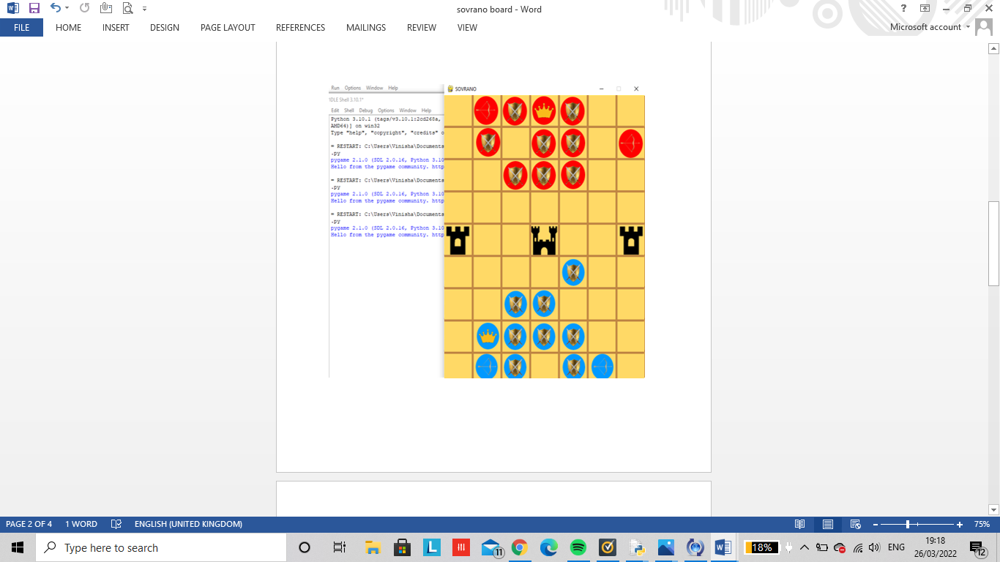 sovrano board - Word
FILE HOME INSERT DESIGN PAGE LAYOUT REFERENCES MAILINGS REVIEW VIEW
Microsoft account
Run Options Window Help
SOVRANO
IDLE Shell 3.10.1*
Edit Shell Debug Options Window Help
Python 3.10.1 (tags/v3.10.1:2cd268a,
AMD64)] on win32
Type "help", "copyright", "credits" o
= RESTART: C:\Users\Vinisha\Documents
.py
pygame 2.1.0 (SDL 2.0.16, Python 3.10
Hello from the pygame community. http
= RESTART: C:\Users\Vinisha\Documents
.py
pygame 2.1.0 (SDL 2.0.16, Python 3.10
Hello from the pygame community. http
= RESTART: C:\Users\Vinisha\Documents
.py
pygame 2.1.0 (SDL 2.0.16, Python 3.10
Hello from the pygame community. http
PAGE 2 OF 4 1 WORD ENGLISH (UNITED KINGDOM) 75%
Type here to search
L
11
18%
ENG
19:18
26/03/2022
12